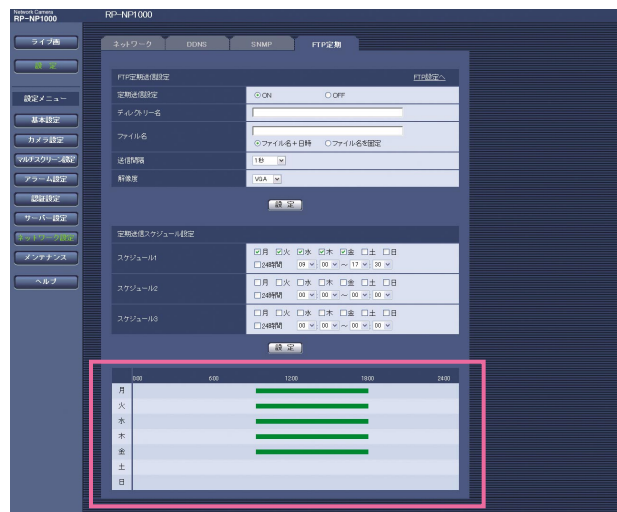 Network Camera
RP-NP1000
RP-NP1000
ライブ画
設 定
設定メニュー
基本設定
カメラ設定
マルチスクリーン設定
アラーム設定
認証設定
サーバー設定
ネットワーク設定
メンテナンス
ヘルプ
ネットワーク DDNS SNMP FTP定期
FTP定期送信設定 FTP設定へ
定期送信設定 ON OFF
ディレクトリー名
ファイル名
ファイル名+日時 ファイル名を固定
送信間隔 1秒
解像度 VGA
設 定
定期送信スケジュール設定
スケジュール1 月 火 水 木 金 土 日
24時間 09 : 00 ~ 17 : 30
スケジュール2 月 火 水 木 金 土 日
24時間 00 : 00 ~ 00 : 00
スケジュール3 月 火 水 木 金 土 日
24時間 00 : 00 ~ 00 : 00
設 定
0:00 6:00 12:00 18:00 24:00
月
火
水
木
金
土
日